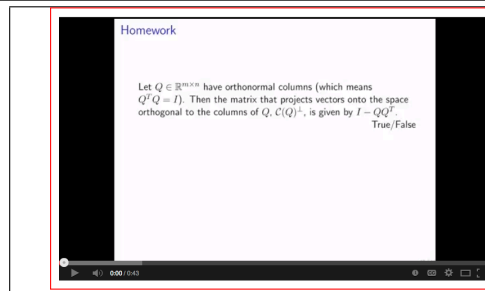 Homework
Let Q ∈ ℝ^{m×n} have orthonormal columns (which means
Q^T Q = I). Then the matrix that projects vectors onto the space
orthogonal to the columns of Q, 𝒞(Q)^⊥, is given by I − QQ^T.
True/False
0:00 / 0:43